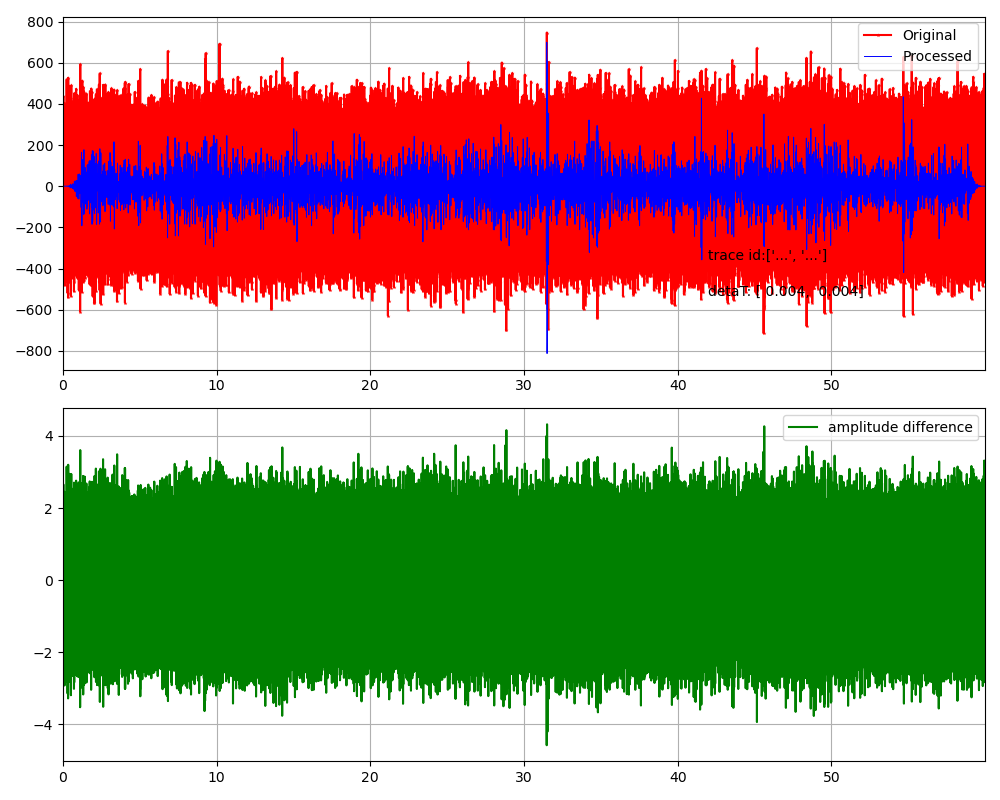 800
600
400
200
0
−200
−400
−600
−800
Original
Processed
trace id:['...', '...']
detaT: [ 0.004, 0.004]
0 10 20 30 40 50
4
2
0
−2
−4
amplitude difference
0 10 20 30 40 50